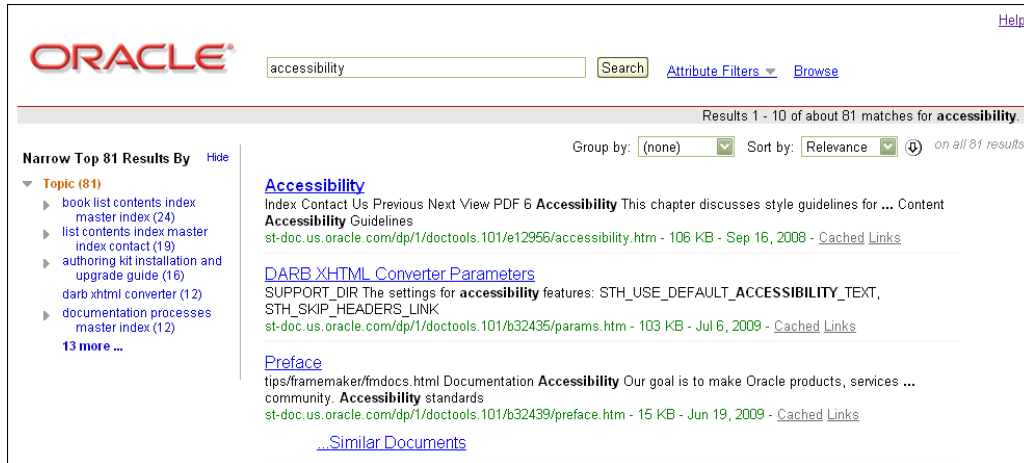 Help
ORACLE®
accessibility Search Attribute Filters Browse
Results 1 - 10 of about 81 matches for accessibility.
Group by: (none) Sort by: Relevance on all 81 results
Narrow Top 81 Results By Hide
Topic (81)
book list contents index
master index (24)
list contents index master
index contact (19)
authoring kit installation and
upgrade guide (16)
darb xhtml converter (12)
documentation processes
master index (12)
13 more ...
Accessibility
Index Contact Us Previous Next View PDF 6 Accessibility This chapter discusses style guidelines for ... Content
Accessibility Guidelines
st-doc.us.oracle.com/dp/1/doctools.101/e12956/accessibility.htm - 106 KB - Sep 16, 2008 - Cached Links
DARB XHTML Converter Parameters
SUPPORT_DIR The settings for accessibility features: STH_USE_DEFAULT_ACCESSIBILITY_TEXT,
STH_SKIP_HEADERS_LINK
st-doc.us.oracle.com/dp/1/doctools.101/b32435/params.htm - 103 KB - Jul 6, 2009 - Cached Links
Preface
tips/framemaker/fmdocs.html Documentation Accessibility Our goal is to make Oracle products, services ...
community. Accessibility standards
st-doc.us.oracle.com/dp/1/doctools.101/b32439/preface.htm - 15 KB - Jun 19, 2009 - Cached Links
...Similar Documents